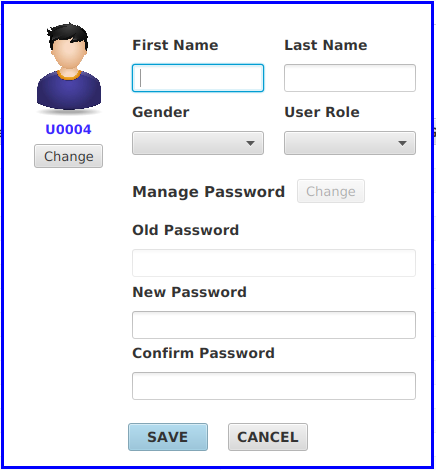 First Name Last Name
U0004
Change
Gender User Role
Manage Password Change
Old Password
New Password
Confirm Password
SAVE CANCEL